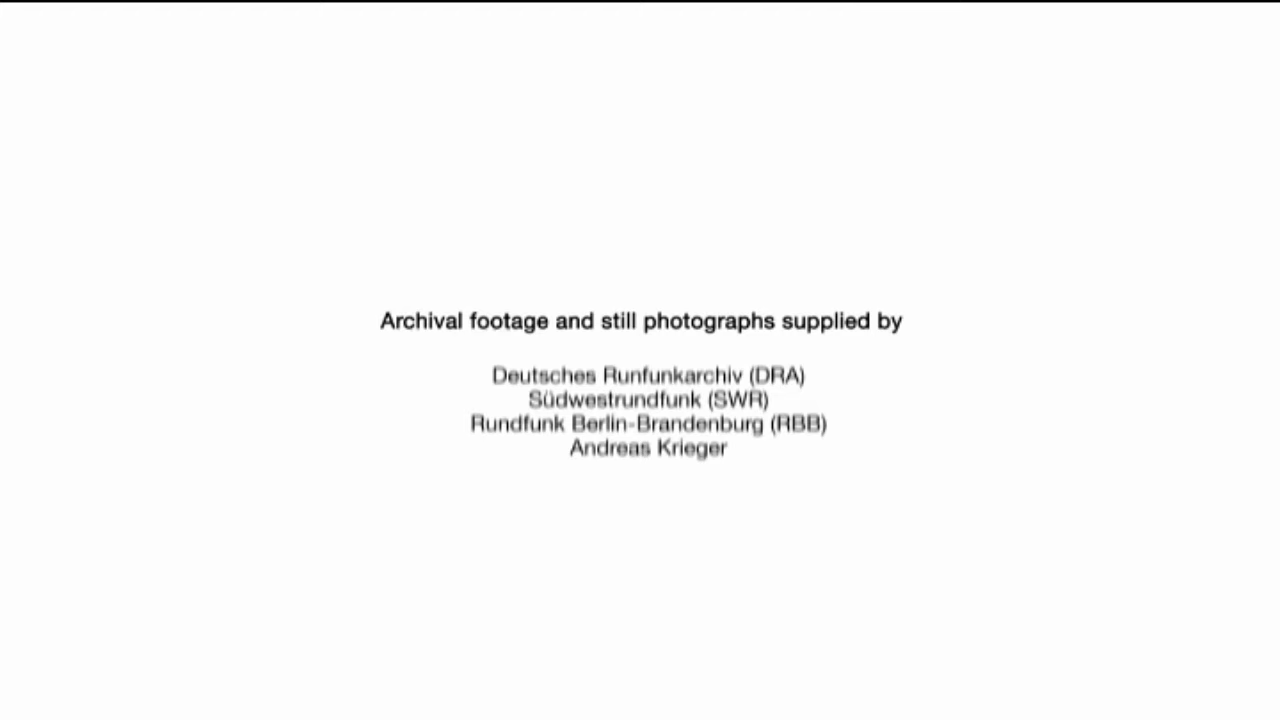 Archival footage and still photographs supplied by
Deutsches Runfunkarchiv (DRA)
Südwestrundfunk (SWR)
Rundfunk Berlin-Brandenburg (RBB)
Andreas Krieger